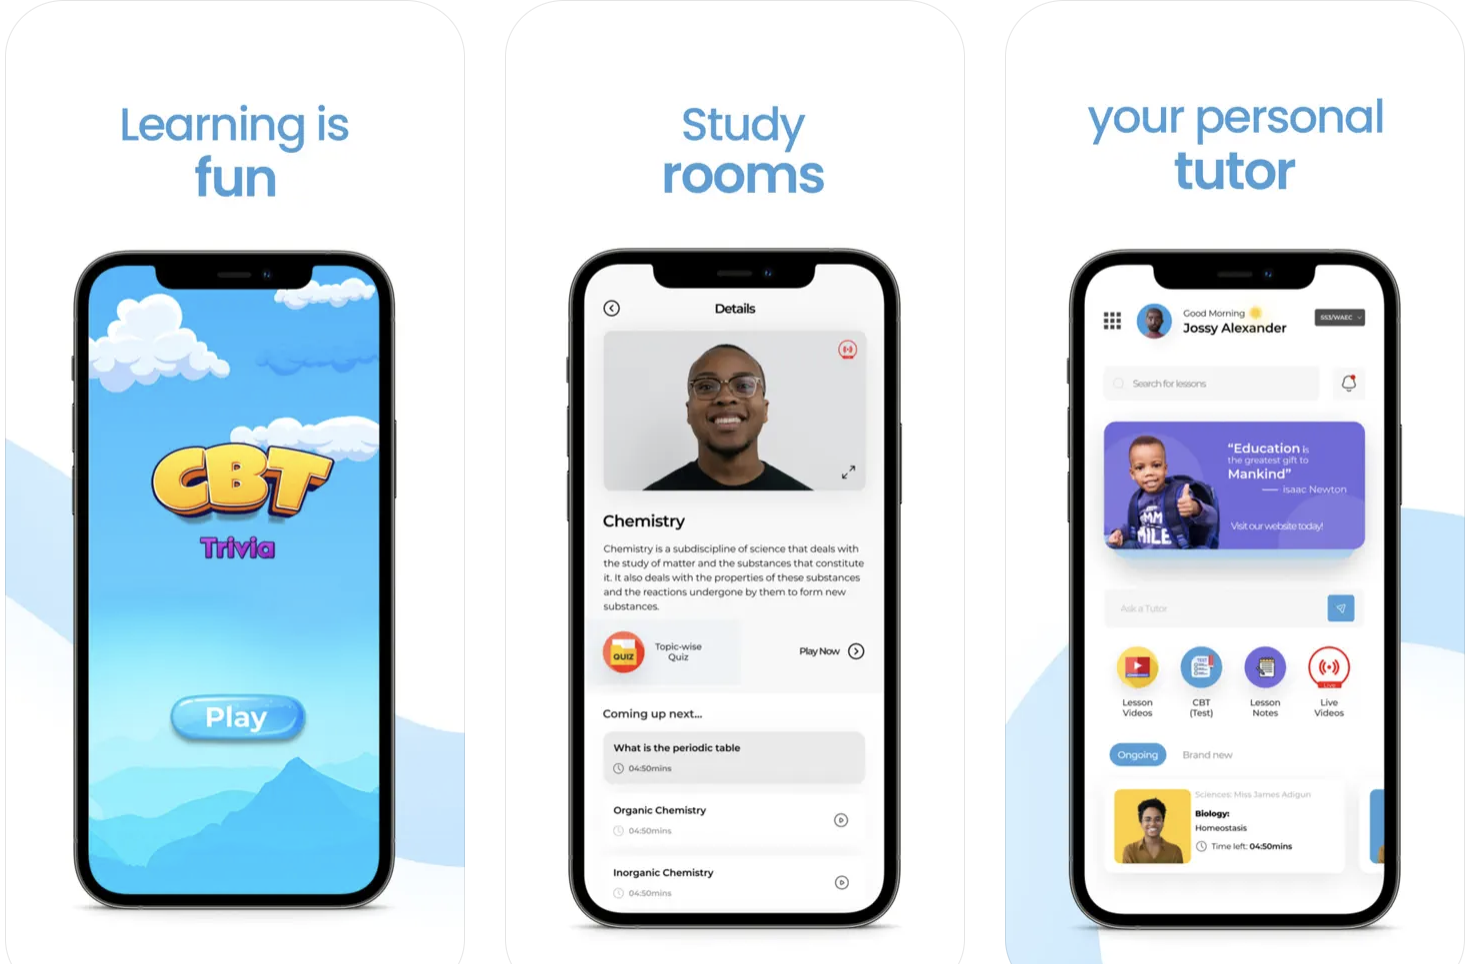 Learning is
fun
CBT
Trivia
Play
Study
rooms
Details
Chemistry
Chemistry is a subdiscipline of science that deals with
the study of matter and the substances that constitute
it. It also deals with the properties of these substances
and the reactions undergone by them to form new
substances.
QUIZ
Topic-wise
Quiz
Play Now
Coming up next...
What is the periodic table
04:50mins
Organic Chemistry
04:50mins
Inorganic Chemistry
04:50mins
your personal
tutor
Good Morning
Jossy Alexander
SS3/WAEC
Search for lessons
“Education is
the greatest gift to
Mankind”
isaac Newton
Visit our website today!
MILE
Ask a Tutor
TEST
Live
Lesson
Videos
CBT
(Test)
Lesson
Notes
Live
Videos
Ongoing
Brand new
Sciences: Miss James Adigun
Biology:
Homeostasis
Time left: 04:50mins